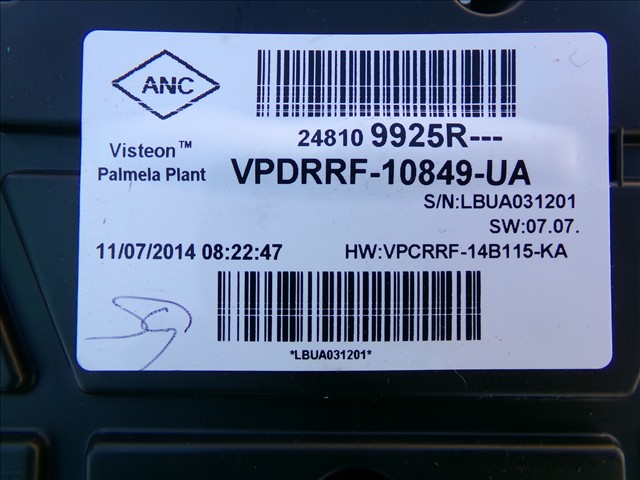 ANC
24810 9925R---
Visteon™
Palmela Plant
VPDRRF-10849-UA
S/N:LBUA031201
SW:07.07.
11/07/2014 08:22:47
HW:VPCRRF-14B115-KA
*LBUA031201*